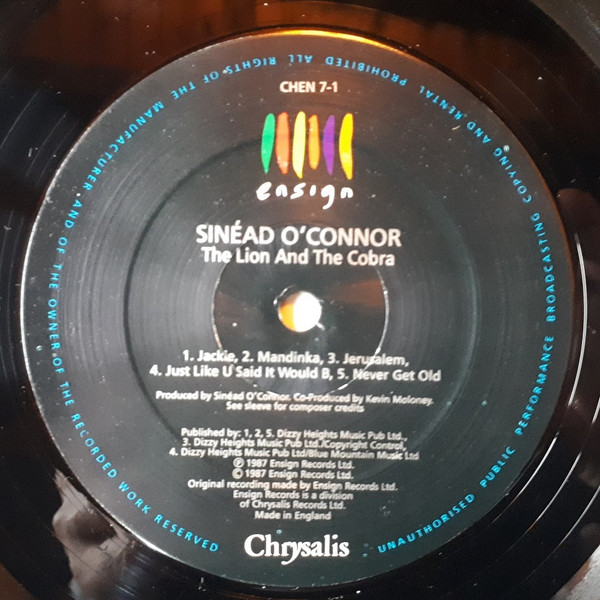 CHEN 7-1
ensign
SINÉAD O'CONNOR
The Lion And The Cobra
1. Jackie, 2. Mandinka, 3. Jerusalem,
4. Just Like U Said It Would B, 5. Never Get Old
Produced by Sinéad O'Connor. Co-Produced by Kevin Moloney.
See sleeve for composer credits
Published by: 1, 2, 5. Dizzy Heights Music Pub Ltd.,
3. Dizzy Heights Music Pub Ltd./Copyright Control,
4. Dizzy Heights Music Pub Ltd/Blue Mountain Music Ltd
℗ 1987 Ensign Records Ltd.
© 1987 Ensign Records Ltd.
Original recording made by Ensign Records Ltd.
Ensign Records is a division
of Chrysalis Records Ltd.
Made in England
Chrysalis
ALL RIGHTS OF THE MANUFACTURER AND OF THE OWNER OF THE RECORDED WORK RESERVED UNAUTHORISED PUBLIC PERFORMANCE BROADCASTING COPYING AND RENTAL PROHIBITED